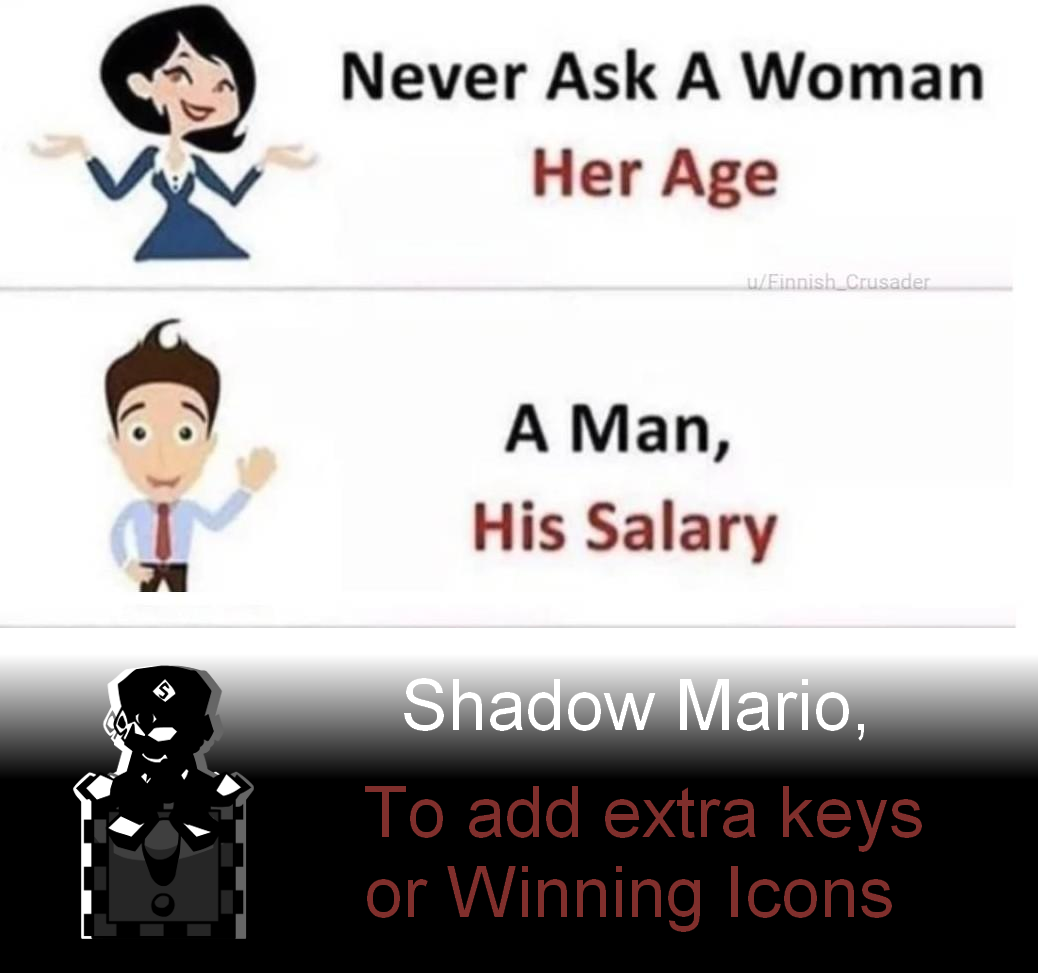 Never Ask A Woman
Her Age
u/Finnish_Crusader
A Man,
His Salary
S
Shadow Mario,
To add extra keys
or Winning Icons